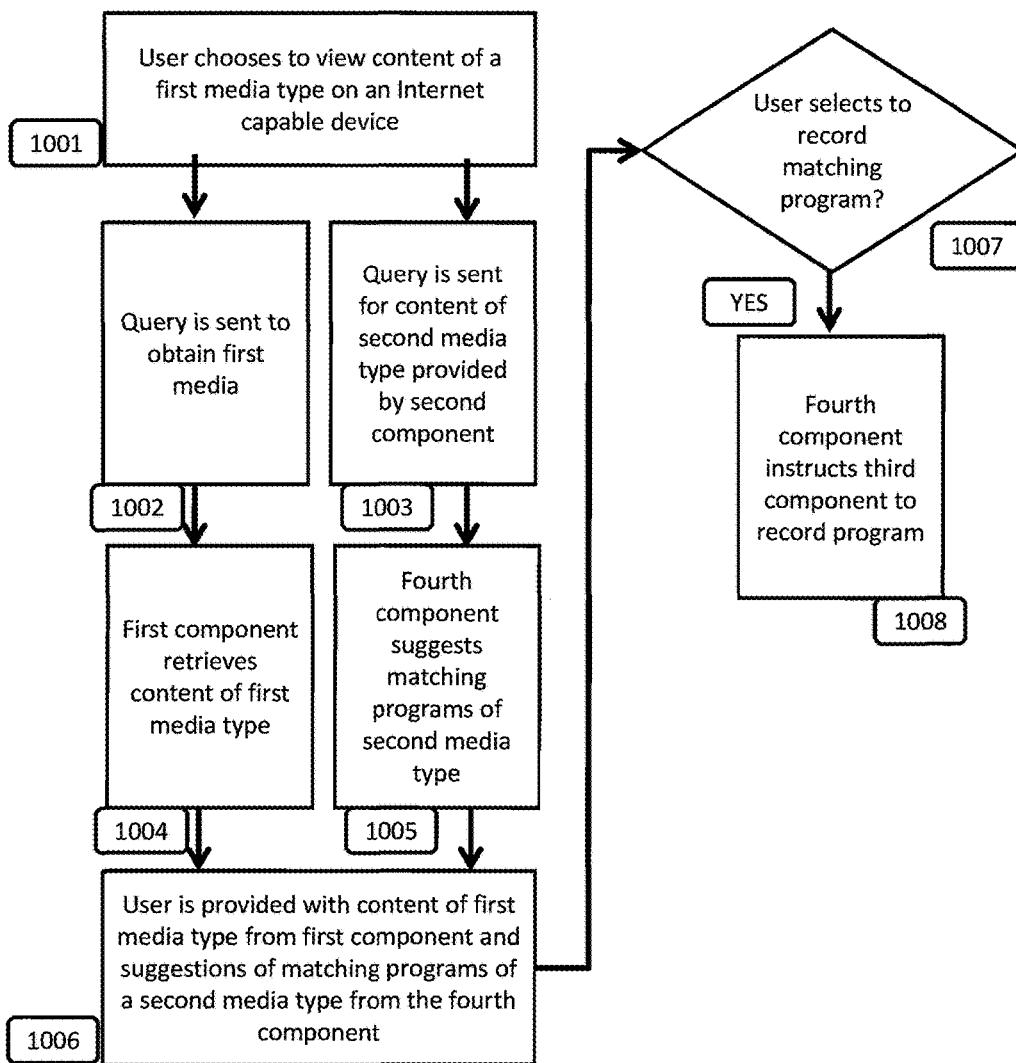 User chooses to view content of a
first media type on an Internet
capable device
1001
Query is sent to
obtain first
media
1002
Query is sent
for content of
second media
type provided
by second
component
1003
First component
retrieves
content of first
media type
1004
Fourth
component
suggests
matching
programs of
second media
type
1005
User is provided with content of first
media type from first component and
suggestions of matching programs of
a second media type from the fourth
component
1006
User selects to
record
matching
program?
1007
YES
Fourth
component
instructs third
component to
record program
1008